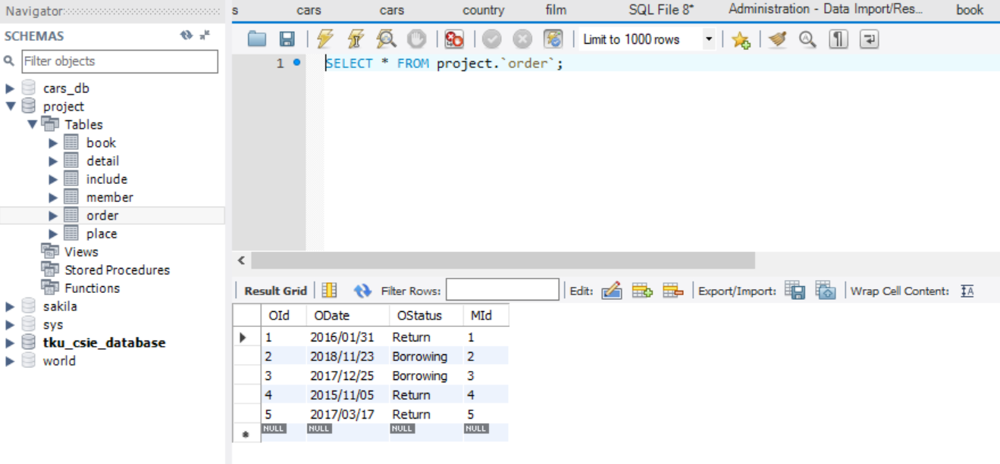 Navigator
s cars cars country film SQL File 8* Administration - Data Import/Res... book
SCHEMAS
Limit to 1000 rows
Filter objects
1 SELECT * FROM project.`order`;
cars_db
project
Tables
book
detail
include
member
order
place
Views
Stored Procedures
Functions
sakila
sys
tku_csie_database
world
Result Grid Filter Rows: Edit: Export/Import: Wrap Cell Content: IA
OId ODate OStatus MId
1 2016/01/31 Return 1
2 2018/11/23 Borrowing 2
3 2017/12/25 Borrowing 3
4 2015/11/05 Return 4
5 2017/03/17 Return 5
NULL NULL NULL NULL